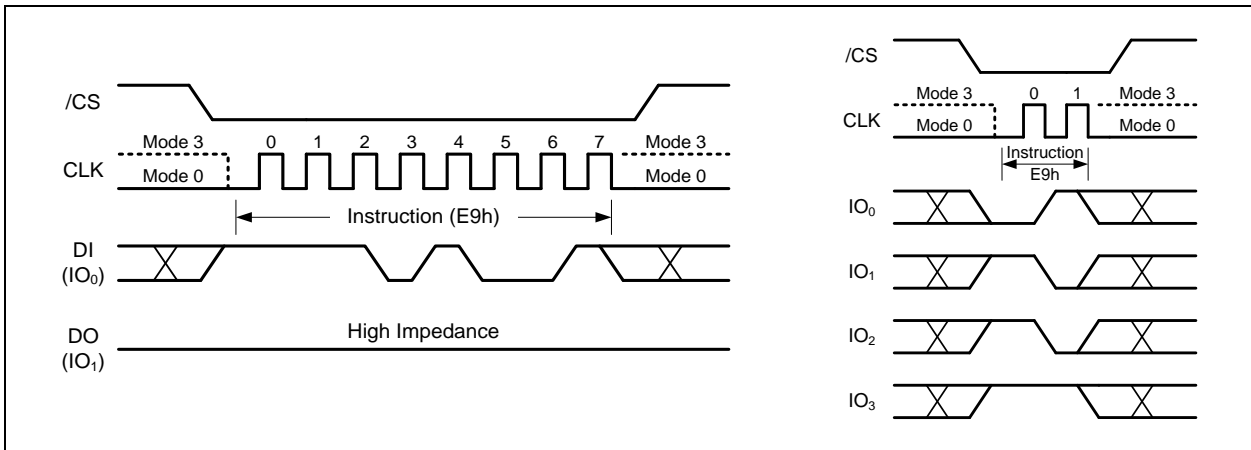 /CS
Mode 3 0 1 2 3 4 5 6 7 Mode 3
CLK
Mode 0 Mode 0
Instruction (E9h)
DI
(IO₀)
High Impedance
DO
(IO₁)
/CS
Mode 3 0 1 Mode 3
CLK
Mode 0 Mode 0
Instruction
E9h
IO₀
IO₁
IO₂
IO₃